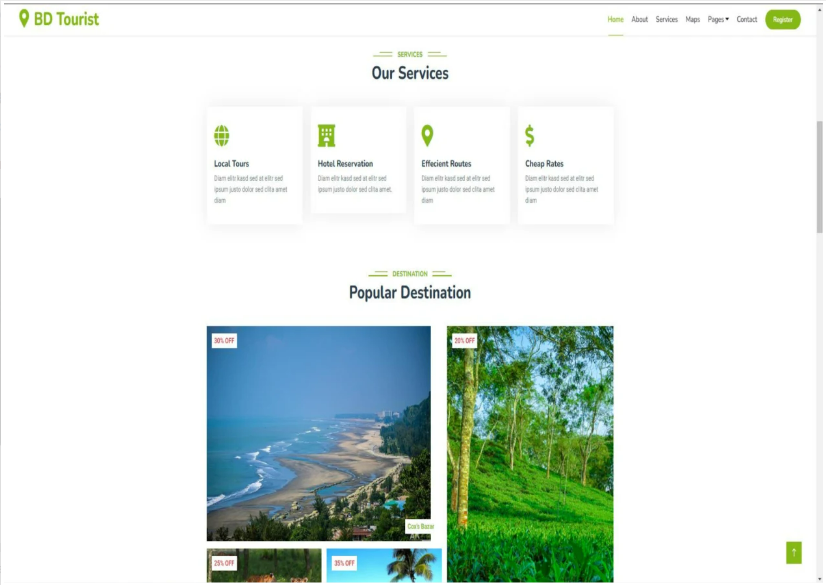 BD Tourist
Home About Services Maps Pages Contact Register
SERVICES
Our Services
Local Tours
Diam elitr kasd sed at elitr sed
ipsum justo dolor sed clita amet
diam
Hotel Reservation
Diam elitr kasd sed at elitr sed
ipsum justo dolor sed clita amet.
Effecient Routes
Diam elitr kasd sed at elitr sed
ipsum justo dolor sed clita amet
diam
Cheap Rates
Diam elitr kasd sed at elitr sed
ipsum justo dolor sed clita amet
diam
DESTINATION
Popular Destination
30% OFF
25% OFF
Cox's Bazar
25% OFF
35% OFF